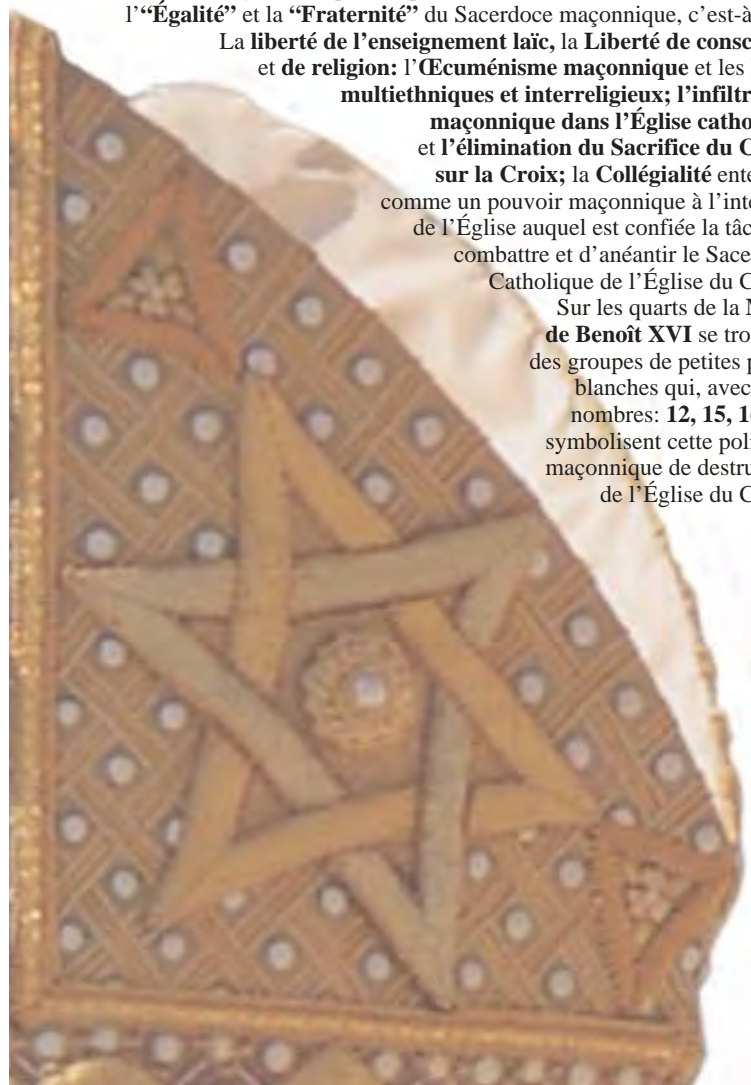 l’“Égalité” et la “Fraternité” du Sacerdoce maçonnique, c’est-à
La liberté de l’enseignement laïc, la Liberté de consc
et de religion: l’Œcuménisme maçonnique et les
multiethniques et interreligieux; l’infiltr
maçonnique dans l’Église catho
et l’élimination du Sacrifice du C
sur la Croix; la Collégialité ente
comme un pouvoir maçonnique à l’inte
de l’Église auquel est confiée la tâc
combattre et d’anéantir le Sace
Catholique de l’Église du C
Sur les quarts de la
de Benoît XVI se tro
des groupes de petites p
blanches qui, avec
nombres: 12, 15, 1
symbolisent cette poli
maçonnique de destru
de l’Église du C